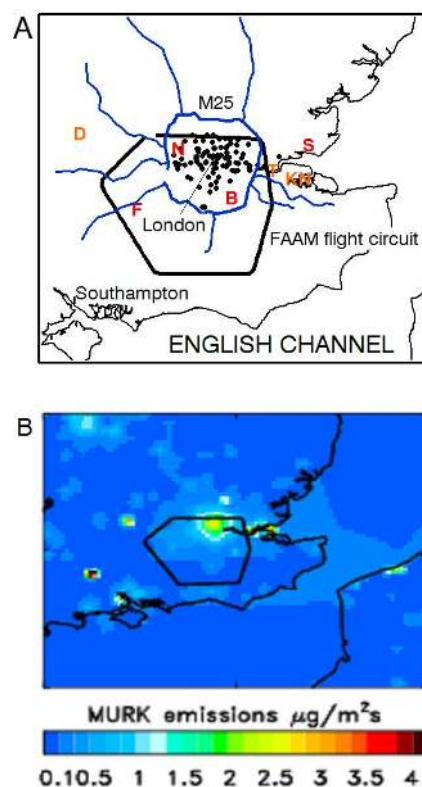 A
M25
D
N
S
T
KN
B
F
London
FAAM flight circuit
Southampton
ENGLISH CHANNEL
B
MURK emissions µg/m²s
0.10.5 1 1.5 2 2.5 3 3.5 4